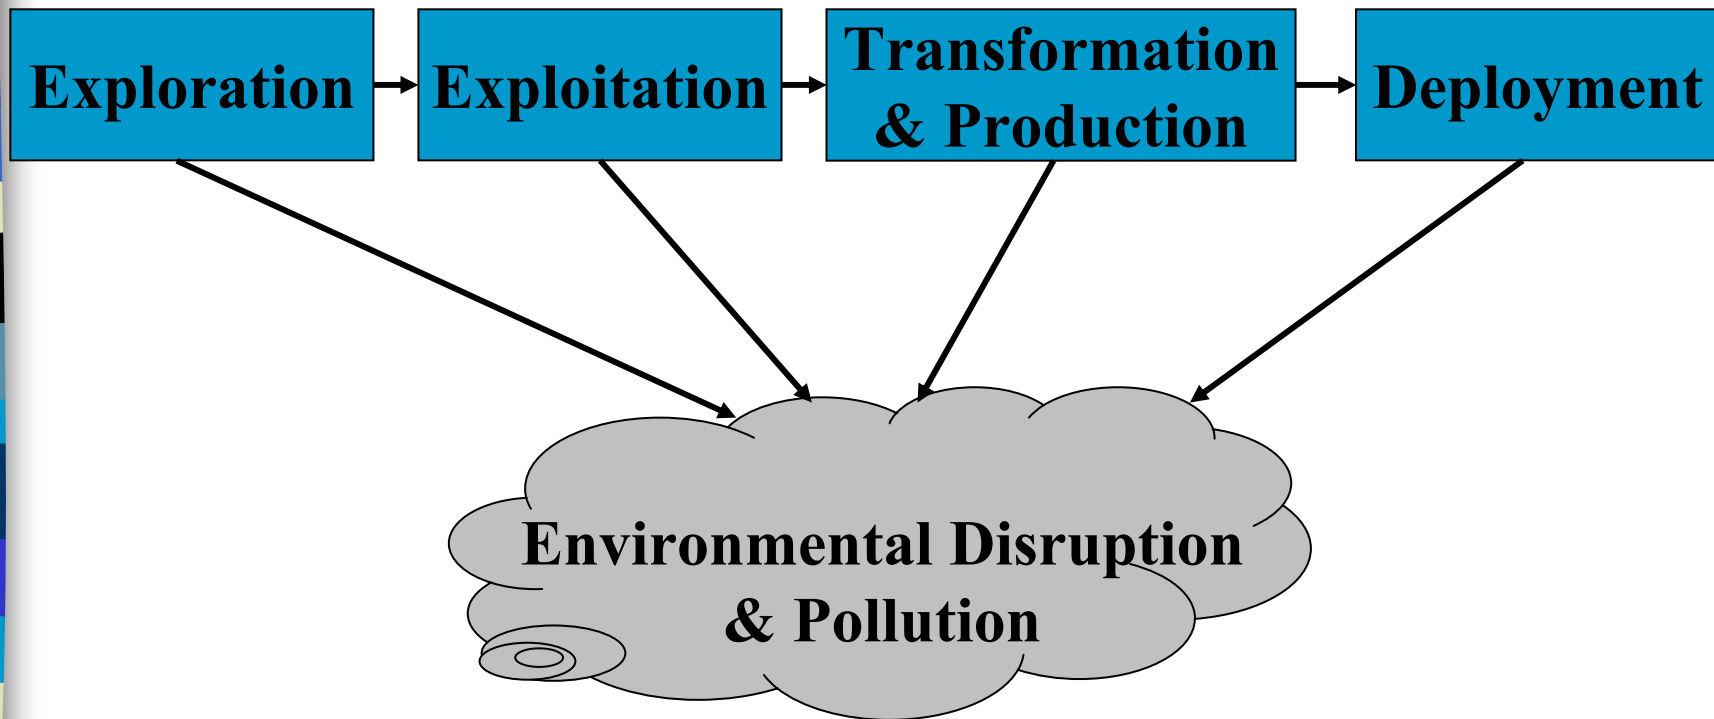 Exploration
Exploitation
Transformation
& Production
Deployment
Environmental Disruption
& Pollution